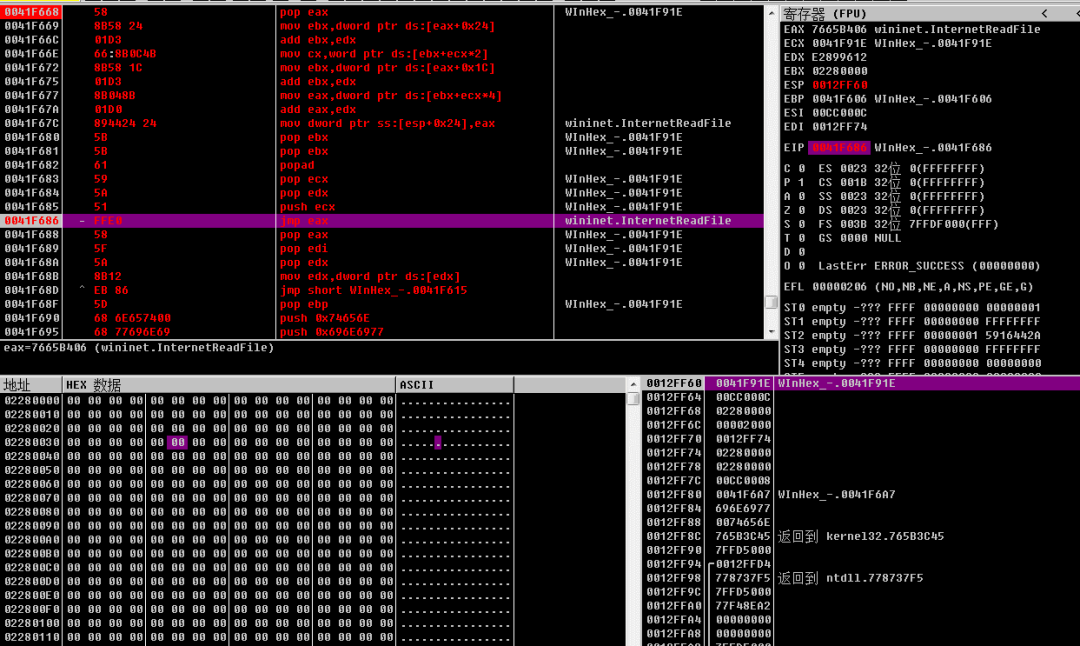 0041F668 58 pop eax WInHex_-.0041F91E
0041F669 8B58 24 mov ebx,dword ptr ds:[eax+0x24]
0041F66C 01D3 add ebx,edx
0041F66E 66:8B0C4B mov cx,word ptr ds:[ebx+ecx*2]
0041F672 8B58 1C mov ebx,dword ptr ds:[eax+0x1C]
0041F675 01D3 add ebx,edx
0041F677 8B048B mov eax,dword ptr ds:[ebx+ecx*4]
0041F67A 01D0 add eax,edx
0041F67C 894424 24 mov dword ptr ss:[esp+0x24],eax wininet.InternetReadFile
0041F680 5B pop ebx WInHex_-.0041F91E
0041F681 5B pop ebx WInHex_-.0041F91E
0041F682 61 popad
0041F683 59 pop ecx WInHex_-.0041F91E
0041F684 5A pop edx WInHex_-.0041F91E
0041F685 51 push ecx WInHex_-.0041F91E
0041F686 - FFE0 jmp eax wininet.InternetReadFile
0041F688 58 pop eax WInHex_-.0041F91E
0041F689 5F pop edi WInHex_-.0041F91E
0041F68A 5A pop edx WInHex_-.0041F91E
0041F68B 8B12 mov edx,dword ptr ds:[edx]
0041F68D ^ EB 86 jmp short WInHex_-.0041F615
0041F68F 5D pop ebp WInHex_-.0041F91E
0041F690 68 6E657400 push 0x74656E
0041F695 68 77696E69 push 0x696E6977
eax=7665B406 (wininet.InternetReadFile)
寄存器 (FPU) < <
EAX 7665B406 wininet.InternetReadFile
ECX 0041F91E WInHex_-.0041F91E
EDX E2899612
EBX 02280000
ESP 0012FF60
EBP 0041F606 WInHex_-.0041F606
ESI 00CC000C
EDI 0012FF74
EIP 0041F686 WInHex_-.0041F686
C 0 ES 0023 32位 0(FFFFFFFF)
P 1 CS 001B 32位 0(FFFFFFFF)
A 0 SS 0023 32位 0(FFFFFFFF)
Z 0 DS 0023 32位 0(FFFFFFFF)
S 0 FS 003B 32位 7FFDF000(FFF)
T 0 GS 0000 NULL
D 0
O 0 LastErr ERROR_SUCCESS (00000000)
EFL 00000206 (NO,NB,NE,A,NS,PE,GE,G)
ST0 empty -??? FFFF 00000000 00000001
ST1 empty -??? FFFF 00000000 FFFFFFFF
ST2 empty -??? FFFF 00000001 5916442A
ST3 empty -??? FFFF 00000000 FFFFFFFF
ST4 empty -??? FFFF 00000000 00000000
地址 HEX 数据 ASCII
02280000 00 00 00 00 00 00 00 00 00 00 00 00 00 00 00 00 ................
02280010 00 00 00 00 00 00 00 00 00 00 00 00 00 00 00 00 ................
02280020 00 00 00 00 00 00 00 00 00 00 00 00 00 00 00 00 ................
02280030 00 00 00 00 00 00 00 00 00 00 00 00 00 00 00 00 ................
02280040 00 00 00 00 00 00 00 00 00 00 00 00 00 00 00 00 ................
02280050 00 00 00 00 00 00 00 00 00 00 00 00 00 00 00 00 ................
02280060 00 00 00 00 00 00 00 00 00 00 00 00 00 00 00 00 ................
02280070 00 00 00 00 00 00 00 00 00 00 00 00 00 00 00 00 ................
02280080 00 00 00 00 00 00 00 00 00 00 00 00 00 00 00 00 ................
02280090 00 00 00 00 00 00 00 00 00 00 00 00 00 00 00 00 ................
022800A0 00 00 00 00 00 00 00 00 00 00 00 00 00 00 00 00 ................
022800B0 00 00 00 00 00 00 00 00 00 00 00 00 00 00 00 00 ................
022800C0 00 00 00 00 00 00 00 00 00 00 00 00 00 00 00 00 ................
022800D0 00 00 00 00 00 00 00 00 00 00 00 00 00 00 00 00 ................
022800E0 00 00 00 00 00 00 00 00 00 00 00 00 00 00 00 00 ................
022800F0 00 00 00 00 00 00 00 00 00 00 00 00 00 00 00 00 ................
02280100 00 00 00 00 00 00 00 00 00 00 00 00 00 00 00 00 ................
02280110 00 00 00 00 00 00 00 00 00 00 00 00 00 00 00 00 ................
0012FF60 0041F91E WInHex_-.0041F91E
0012FF64 00CC000C
0012FF68 02280000
0012FF6C 00002000
0012FF70 0012FF74
0012FF74 02280000
0012FF78 02280000
0012FF7C 00CC0008
0012FF80 0041F6A7 WInHex_-.0041F6A7
0012FF84 696E6977
0012FF88 0074656E
0012FF8C 765B3C45 返回到 kernel32.765B3C45
0012FF90 7FFD5000
0012FF94 0012FFD4
0012FF98 778737F5 返回到 ntdll.778737F5
0012FF9C 7FFD5000
0012FFA0 77F48EA2
0012FFA4 00000000
0012FFA8 00000000